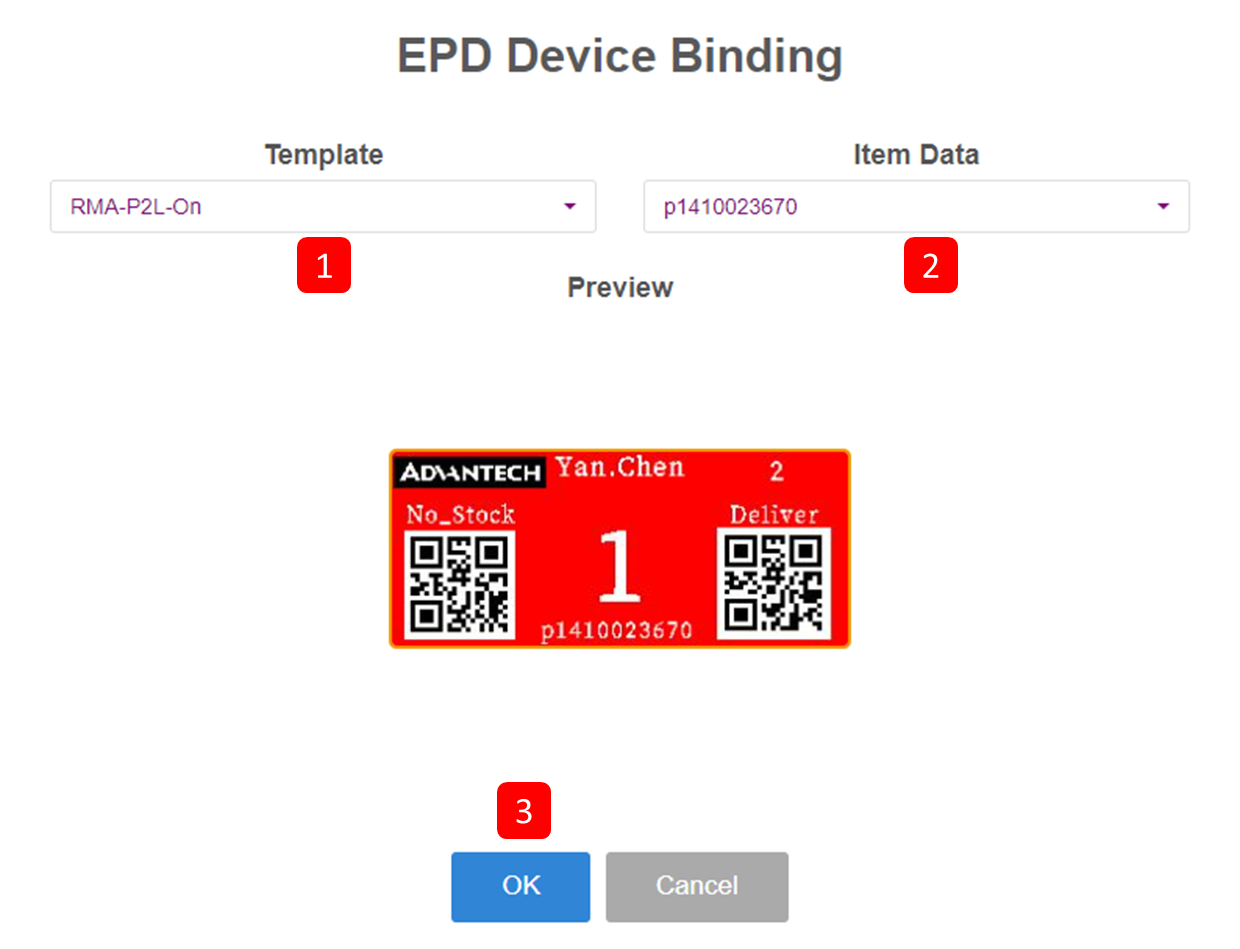 EPD Device Binding
Template
Item Data
RMA-P2L-On
p1410023670
1
2
Preview
ADVANTECH Yan.Chen 2
No_Stock Deliver
1
p1410023670
3
OK Cancel